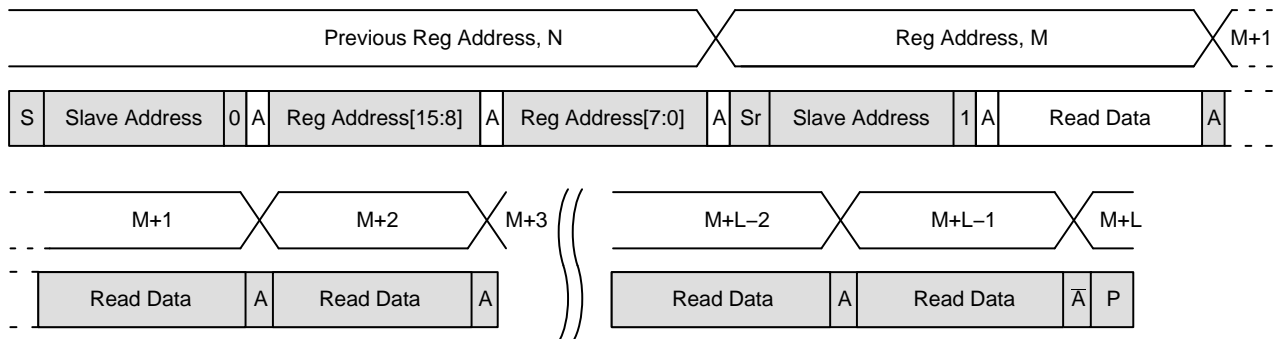 Previous Reg Address, N Reg Address, M M+1
S Slave Address 0 A Reg Address[15:8] A Reg Address[7:0] A Sr Slave Address 1 A Read Data A
M+1 M+2 M+3 M+L–2 M+L–1 M+L
Read Data A Read Data A Read Data A Read Data A̅ P